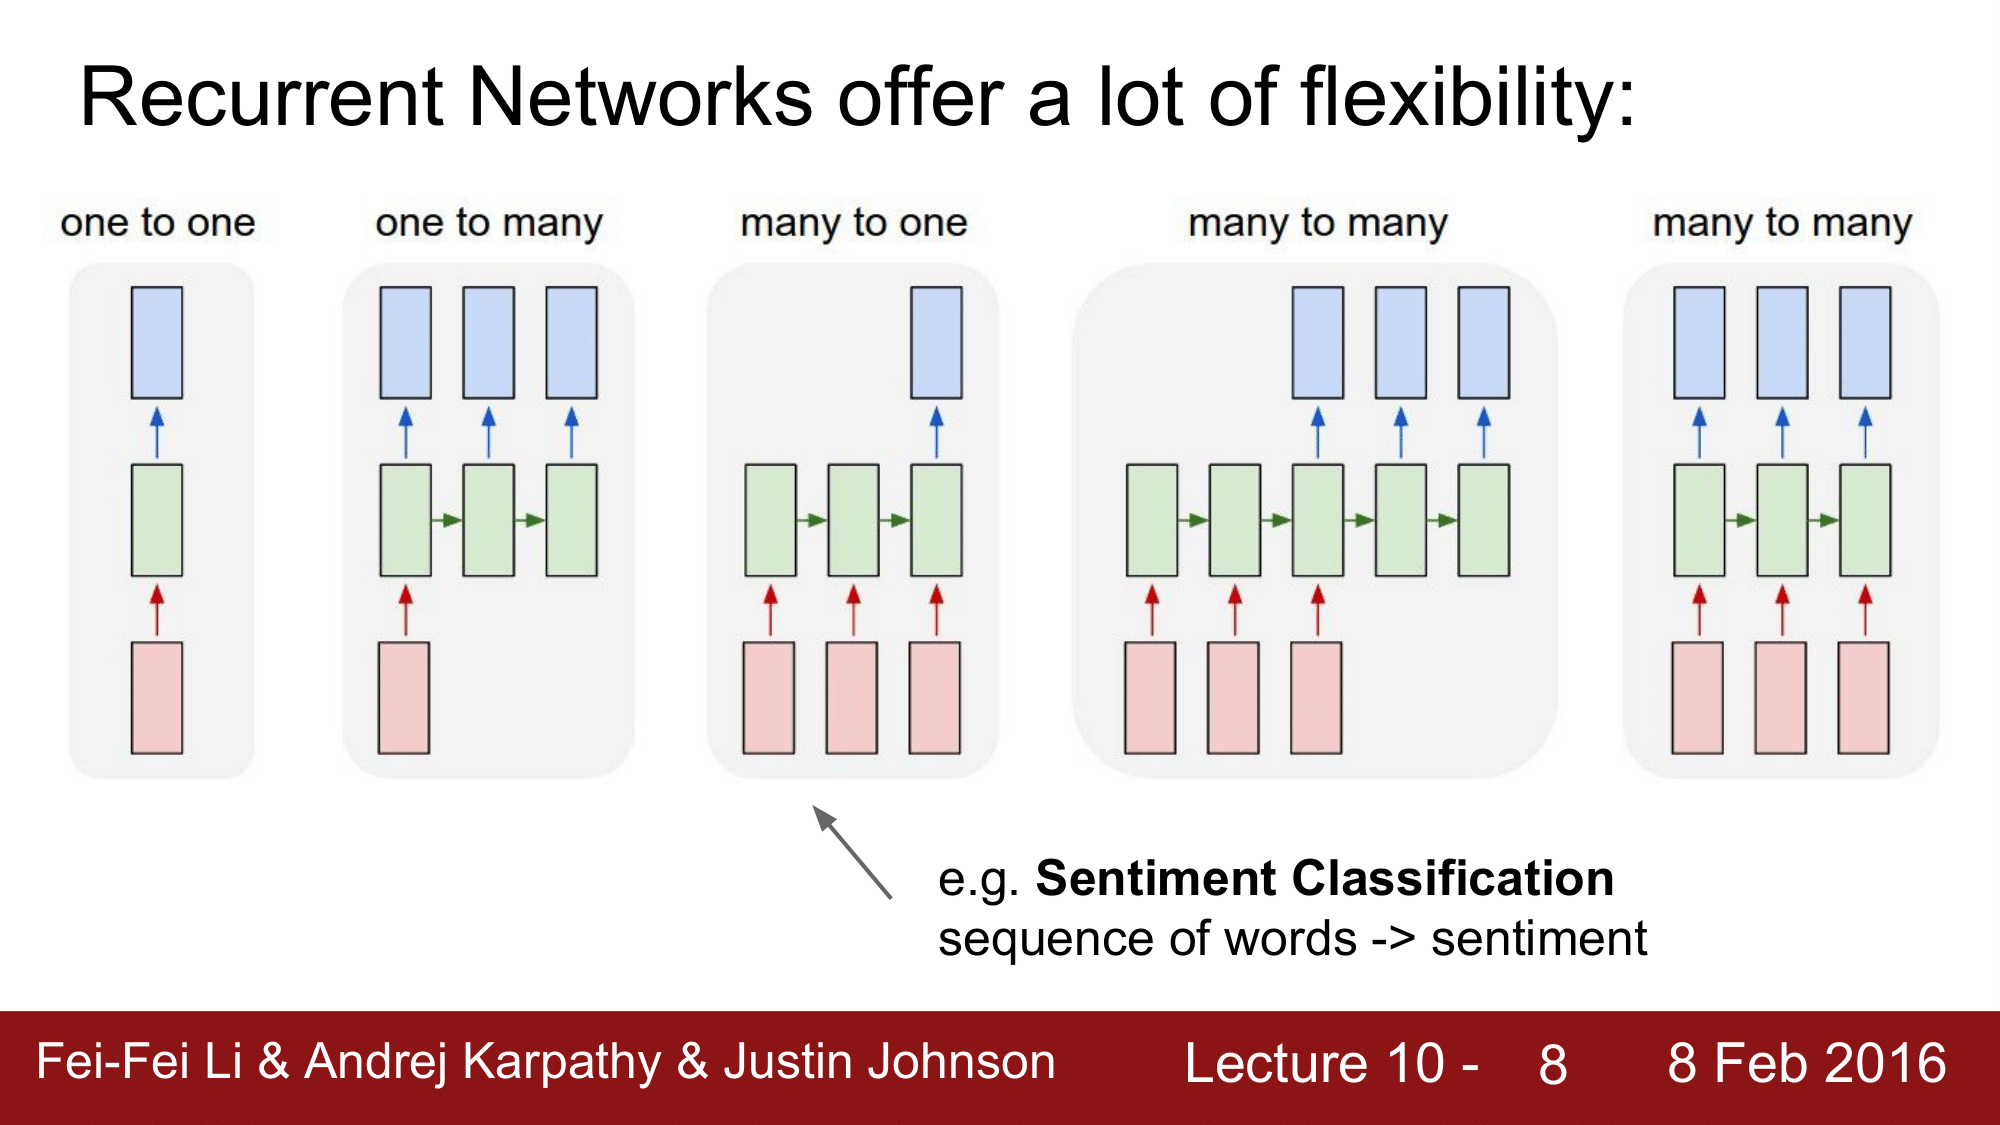 Recurrent Networks offer a lot of flexibility:
one to one
one to many
many to one
many to many
many to many
e.g. Sentiment Classification
sequence of words -> sentiment
Fei-Fei Li & Andrej Karpathy & Justin Johnson
Lecture 10 - 8
8 Feb 2016